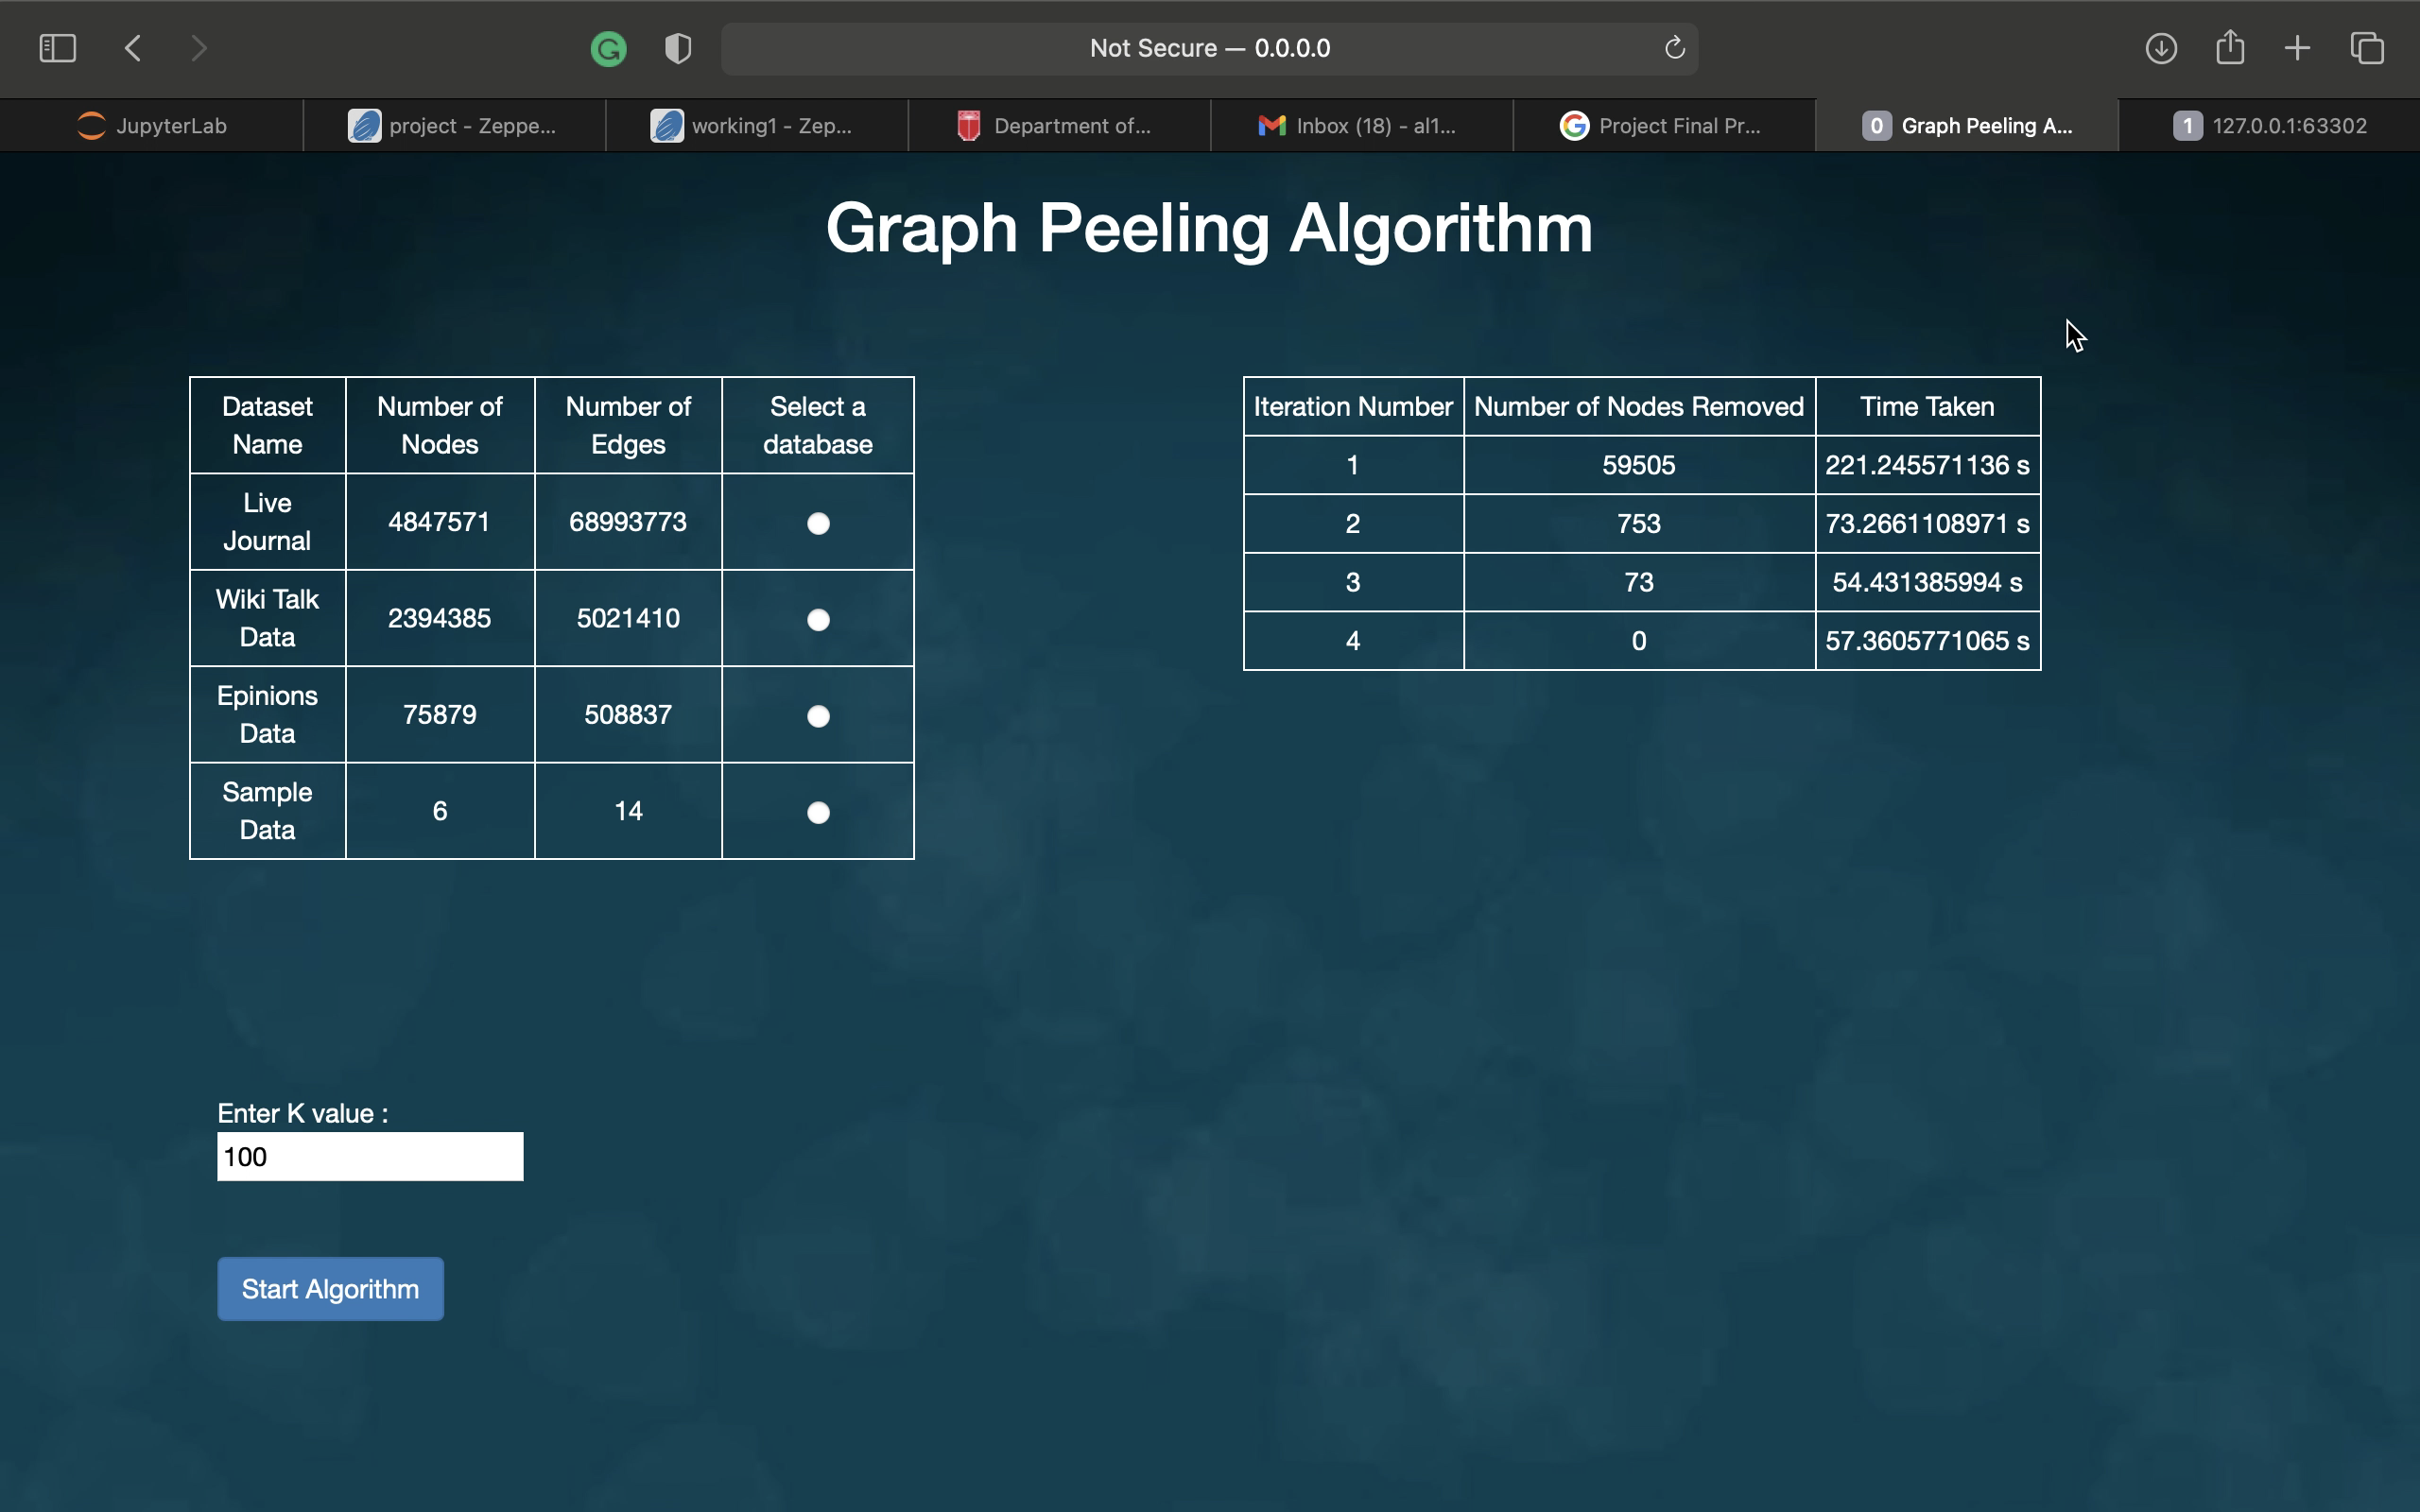 Not Secure — 0.0.0.0
JupyterLab
project - Zeppe...
working1 - Zep...
Department of...
Inbox (18) - al1...
Project Final Pr...
0 Graph Peeling A...
1 127.0.0.1:63302
Graph Peeling Algorithm
Dataset Name Number of Nodes Number of Edges Select a database
Live Journal 4847571 68993773
Wiki Talk Data 2394385 5021410
Epinions Data 75879 508837
Sample Data 6 14
Iteration Number Number of Nodes Removed Time Taken
1 59505 221.245571136 s
2 753 73.2661108971 s
3 73 54.431385994 s
4 0 57.3605771065 s
Enter K value :
100
Start Algorithm